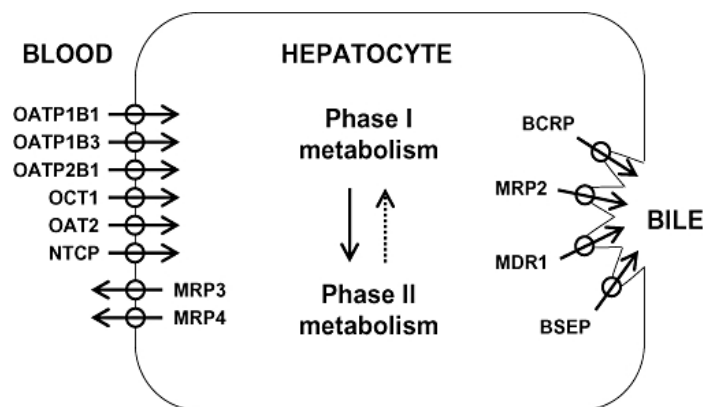 BLOOD
HEPATOCYTE
OATP1B1
OATP1B3
OATP2B1
OCT1
OAT2
NTCP
MRP3
MRP4
Phase I
metabolism
Phase II
metabolism
BCRP
MRP2
MDR1
BSEP
BILE